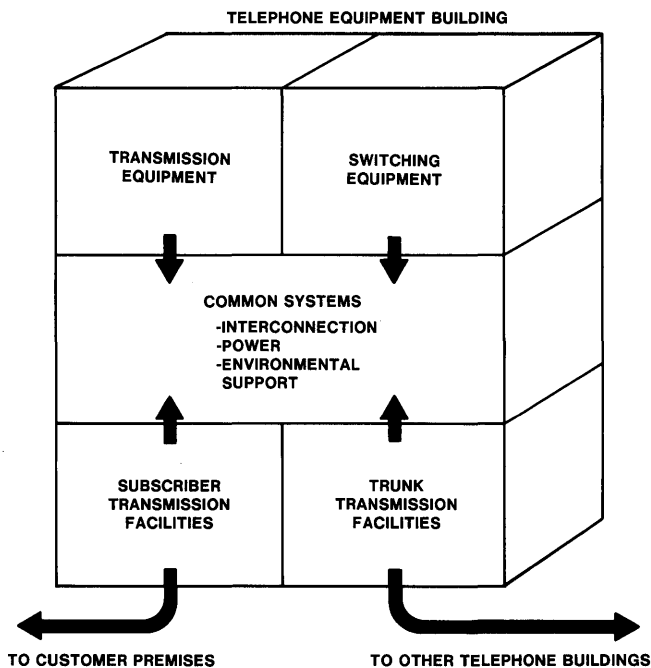 TELEPHONE EQUIPMENT BUILDING
TRANSMISSION
EQUIPMENT
SWITCHING
EQUIPMENT
COMMON SYSTEMS
-INTERCONNECTION
-POWER
-ENVIRONMENTAL
SUPPORT
SUBSCRIBER
TRANSMISSION
FACILITIES
TRUNK
TRANSMISSION
FACILITIES
TO CUSTOMER PREMISES
TO OTHER TELEPHONE BUILDINGS